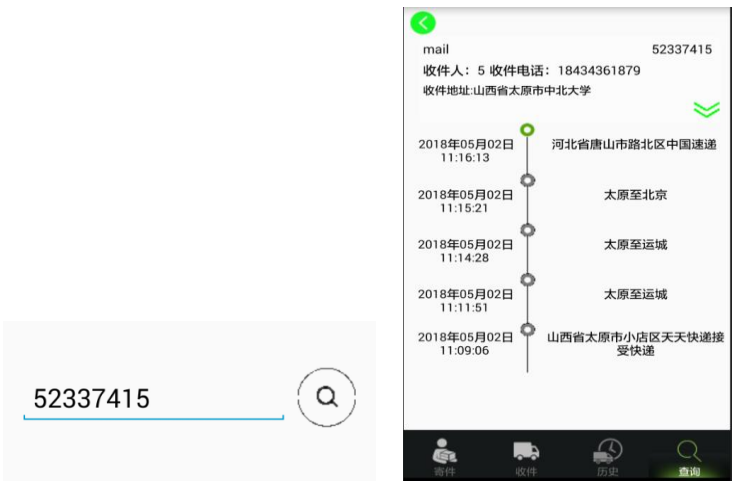 52337415
mail 52337415
收件人：5 收件电话：18434361879
收件地址:山西省太原市中北大学
2018年05月02日
11:16:13
河北省唐山市路北区中国速递
2018年05月02日
11:15:21
太原至北京
2018年05月02日
11:14:28
太原至运城
2018年05月02日
11:11:51
太原至运城
2018年05月02日
11:09:06
山西省太原市小店区天天快递接
受快递
寄件 收件 历史 查询